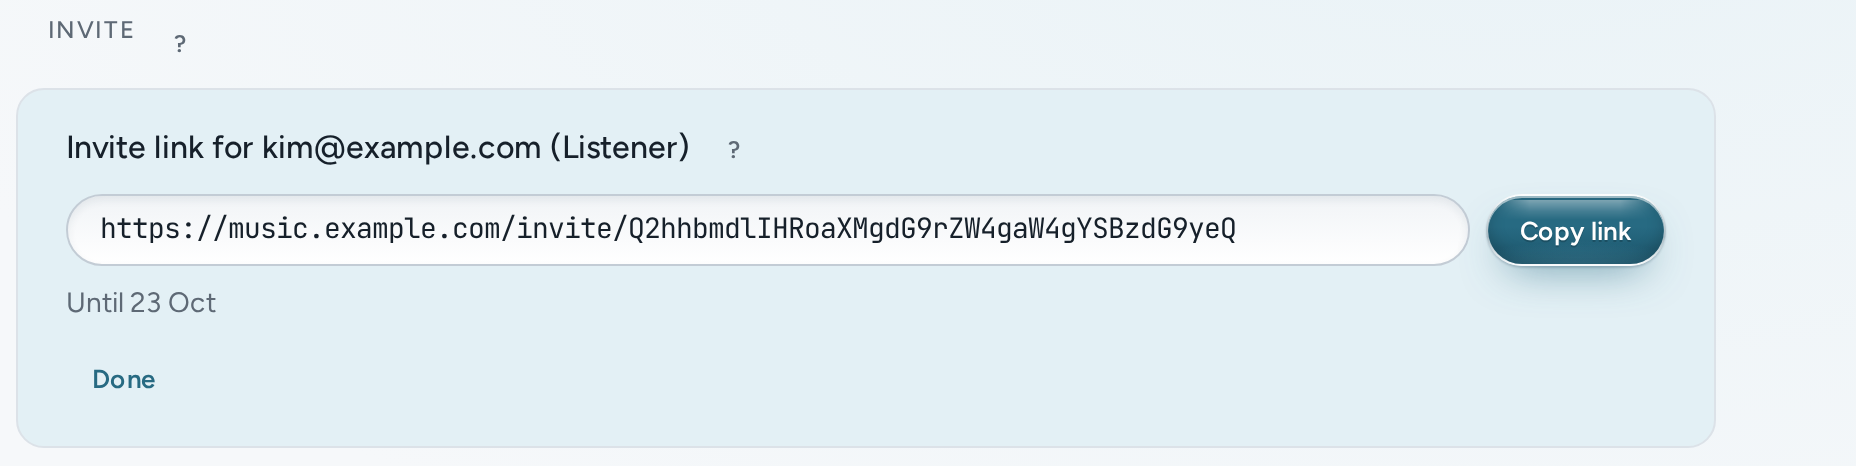 INVITE ?
Invite link for kim@example.com (Listener) ?
https://music.example.com/invite/Q2hhbmdlIHRoaXMgdG9rZW4gaW4gYSBzdG9yeQ
Copy link
Until 23 Oct
Done